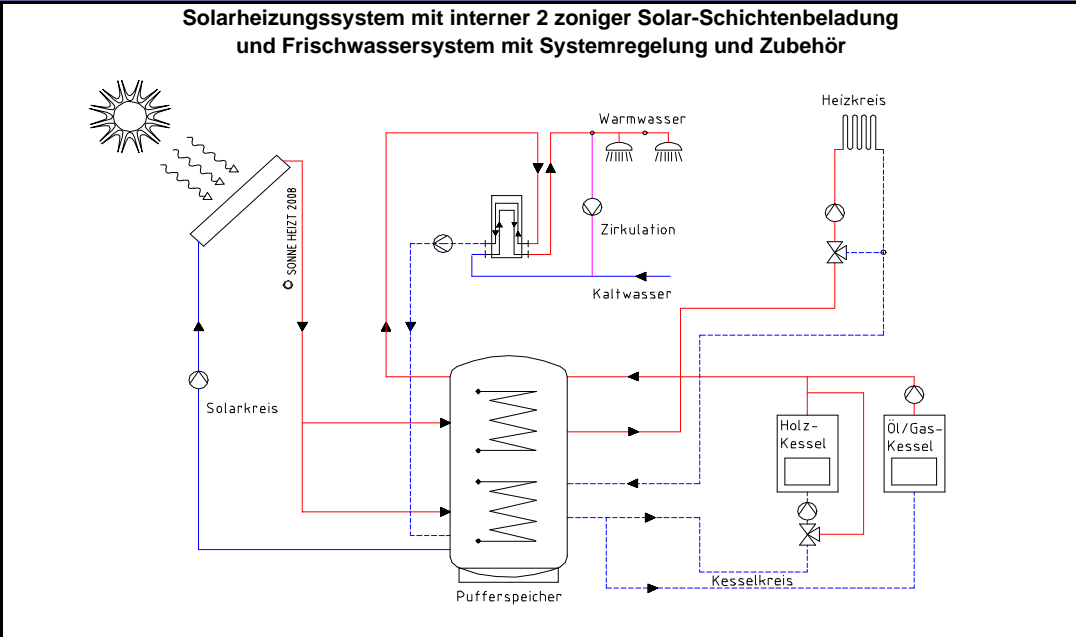 Solarheizungssystem mit interner 2 zoniger Solar-Schichtenbeladung
und Frischwassersystem mit Systemregelung und Zubehör
Heizkreis
Warmwasser
© SONNE HEIZT 2008
Zirkulation
Kaltwasser
Solarkreis
Holz-
Kessel
Öl/Gas-
Kessel
Kesselkreis
Pufferspeicher